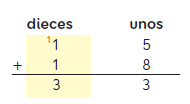 dieces unos
1
1 5
+ 1 8
3 3